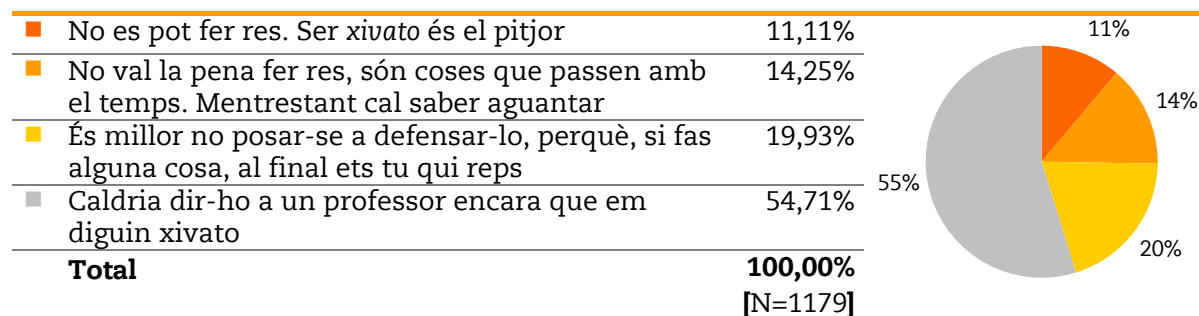 No es pot fer res. Ser xivato és el pitjor 11,11%
No val la pena fer res, són coses que passen amb 14,25%
el temps. Mentrestant cal saber aguantar
És millor no posar-se a defensar-lo, perquè, si fas 19,93%
alguna cosa, al final ets tu qui reps
Caldria dir-ho a un professor encara que em 54,71%
diguin xivato
Total 100,00%
[N=1179]
11%
14%
55%
20%